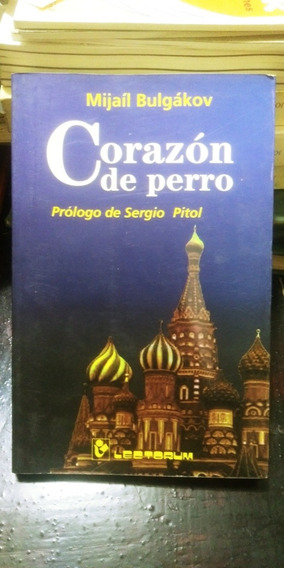 Mijaíl Bulgákov
Corazón
de perro
Prólogo de Sergio Pitol
LECTORUM